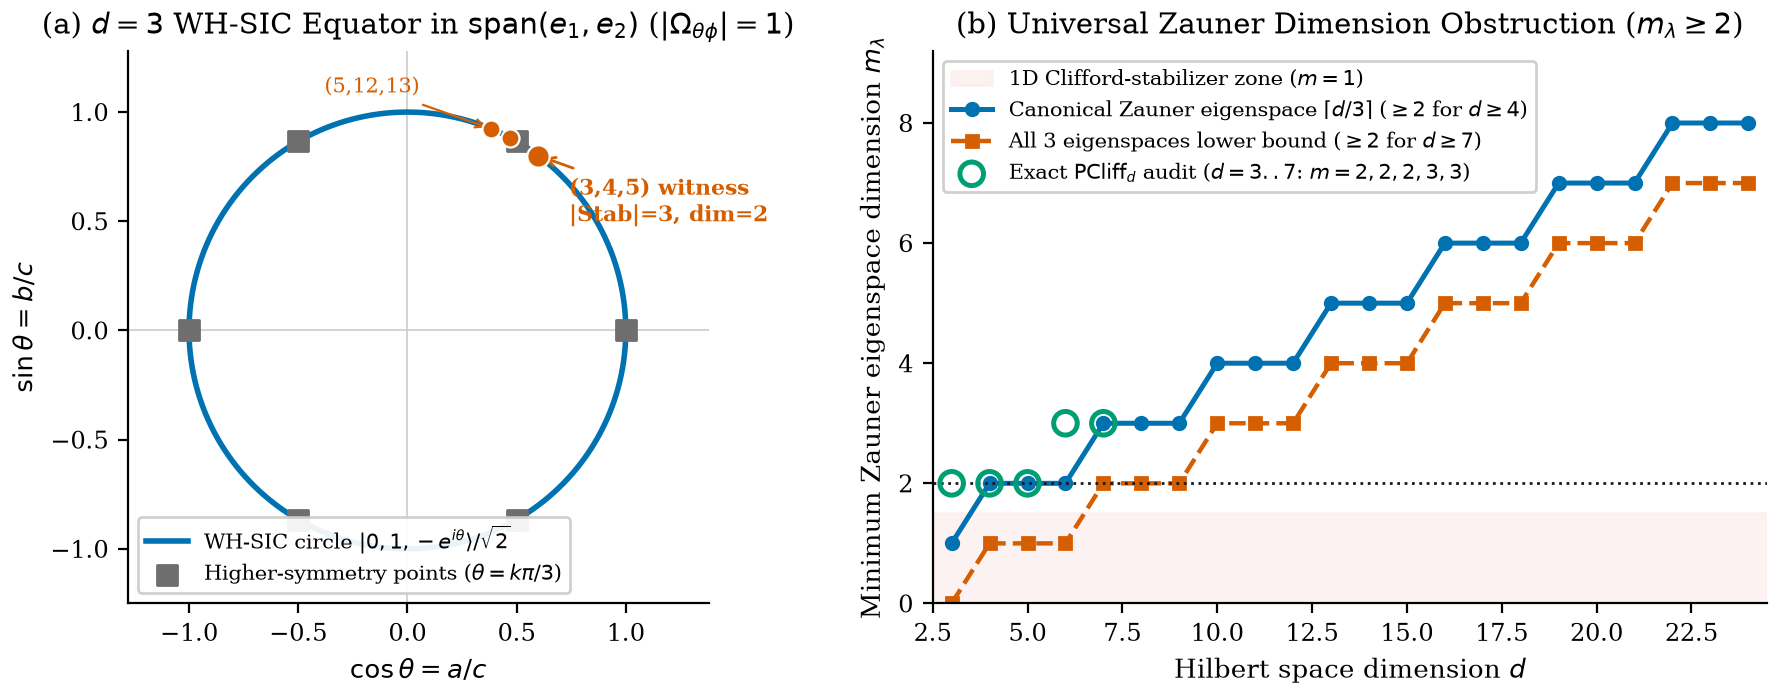 (a) d = 3 WH-SIC Equator in span(e₁, e₂) (|Ω_θϕ| = 1)
(5,12,13)
(3,4,5) witness
|Stab|=3, dim=2
1.0
0.5
0.0
−0.5
−1.0
sin θ = b/c
WH-SIC circle |0, 1, −e^{iθ}⟩/√2
Higher-symmetry points (θ = kπ/3)
−1.0 −0.5 0.0 0.5 1.0
cos θ = a/c
(b) Universal Zauner Dimension Obstruction (m_λ ≥ 2)
1D Clifford-stabilizer zone (m = 1)
Canonical Zauner eigenspace ⌈d/3⌉ (≥ 2 for d ≥ 4)
All 3 eigenspaces lower bound (≥ 2 for d ≥ 7)
Exact PCliff_d audit (d = 3. . 7: m = 2, 2, 2, 3, 3)
8
6
4
2
0
Minimum Zauner eigenspace dimension m_λ
2.5 5.0 7.5 10.0 12.5 15.0 17.5 20.0 22.5
Hilbert space dimension d